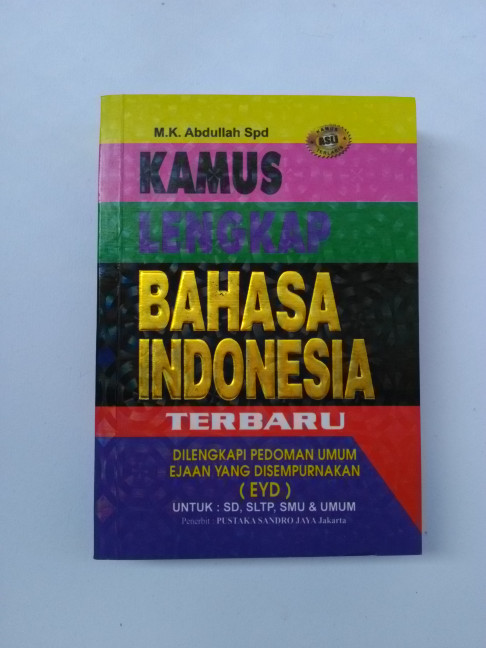 M.K. Abdullah Spd
ASLI
KAMUS
LENGKAP
BAHASA
INDONESIA
TERBARU
DILENGKAPI PEDOMAN UMUM
EJAAN YANG DISEMPURNAKAN
( EYD )
UNTUK : SD, SLTP, SMU & UMUM
Penerbit : PUSTAKA SANDRO JAYA Jakarta